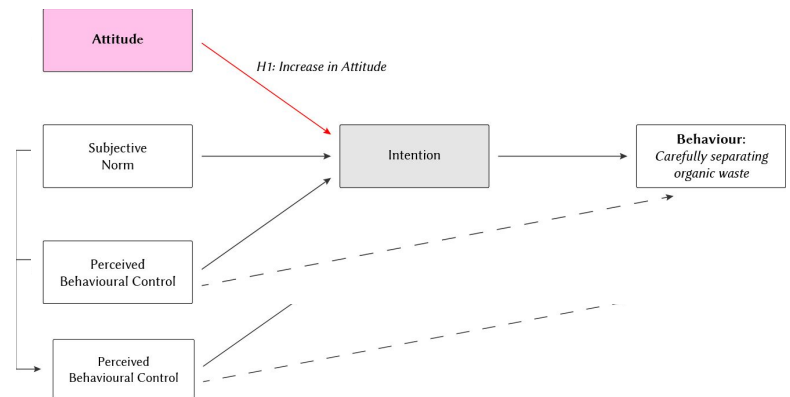 Attitude
H1: Increase in Attitude
Subjective
Norm
Intention
Behaviour:
Carefully separating
organic waste
Perceived
Behavioural Control
Perceived
Behavioural Control